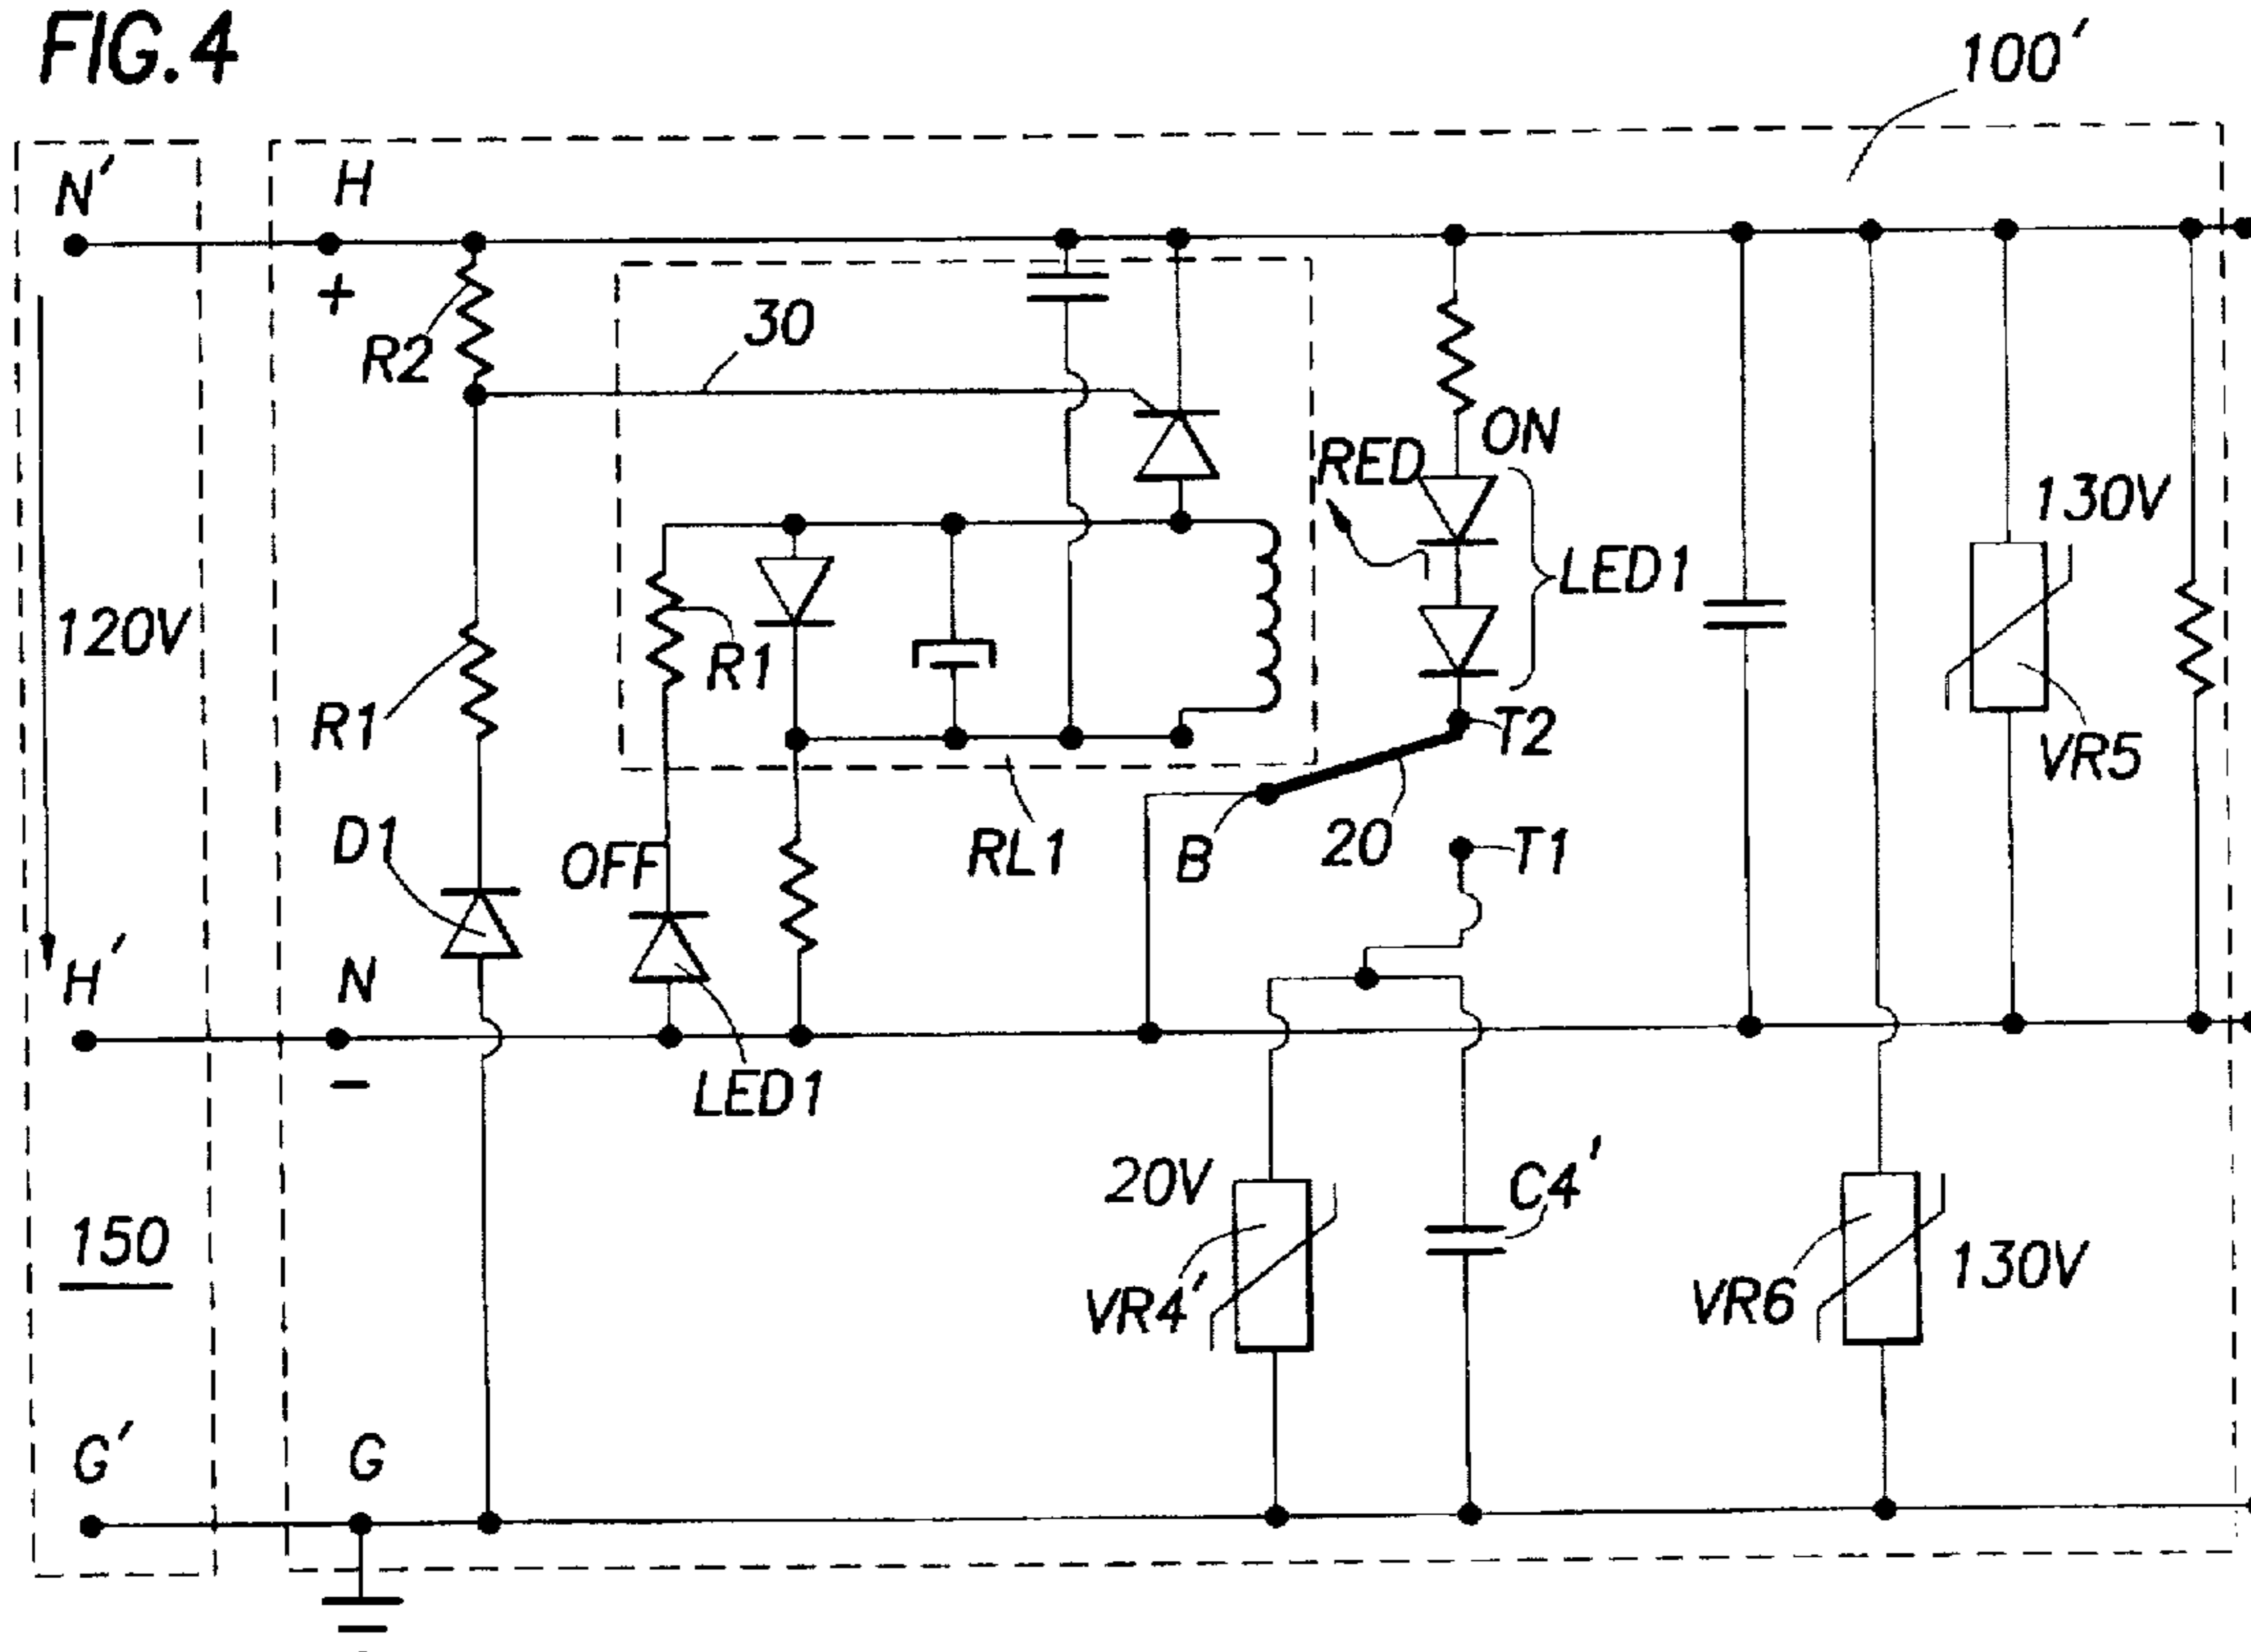 FIG.4
100′
N′
H
+
R2
30
ON
RED
130V
LED1
120V
R1
R1
T2
VR5
D1
OFF
RL1
B
20
T1
H′
N
−
LED1
20V
C4′
150
VR4′
VR6
130V
G′
G